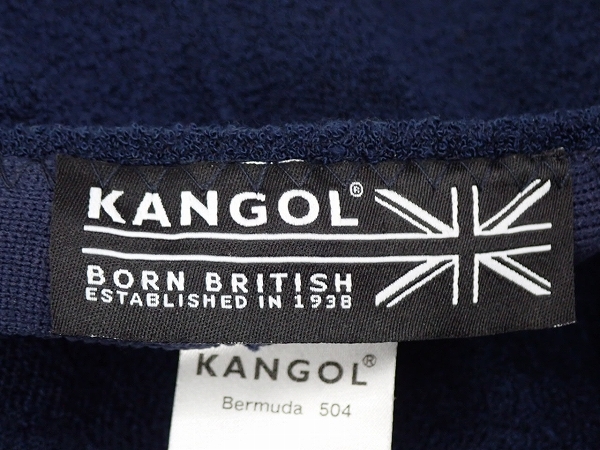 KANGOL®
BORN BRITISH
ESTABLISHED IN 1938
KANGOL®
Bermuda 504